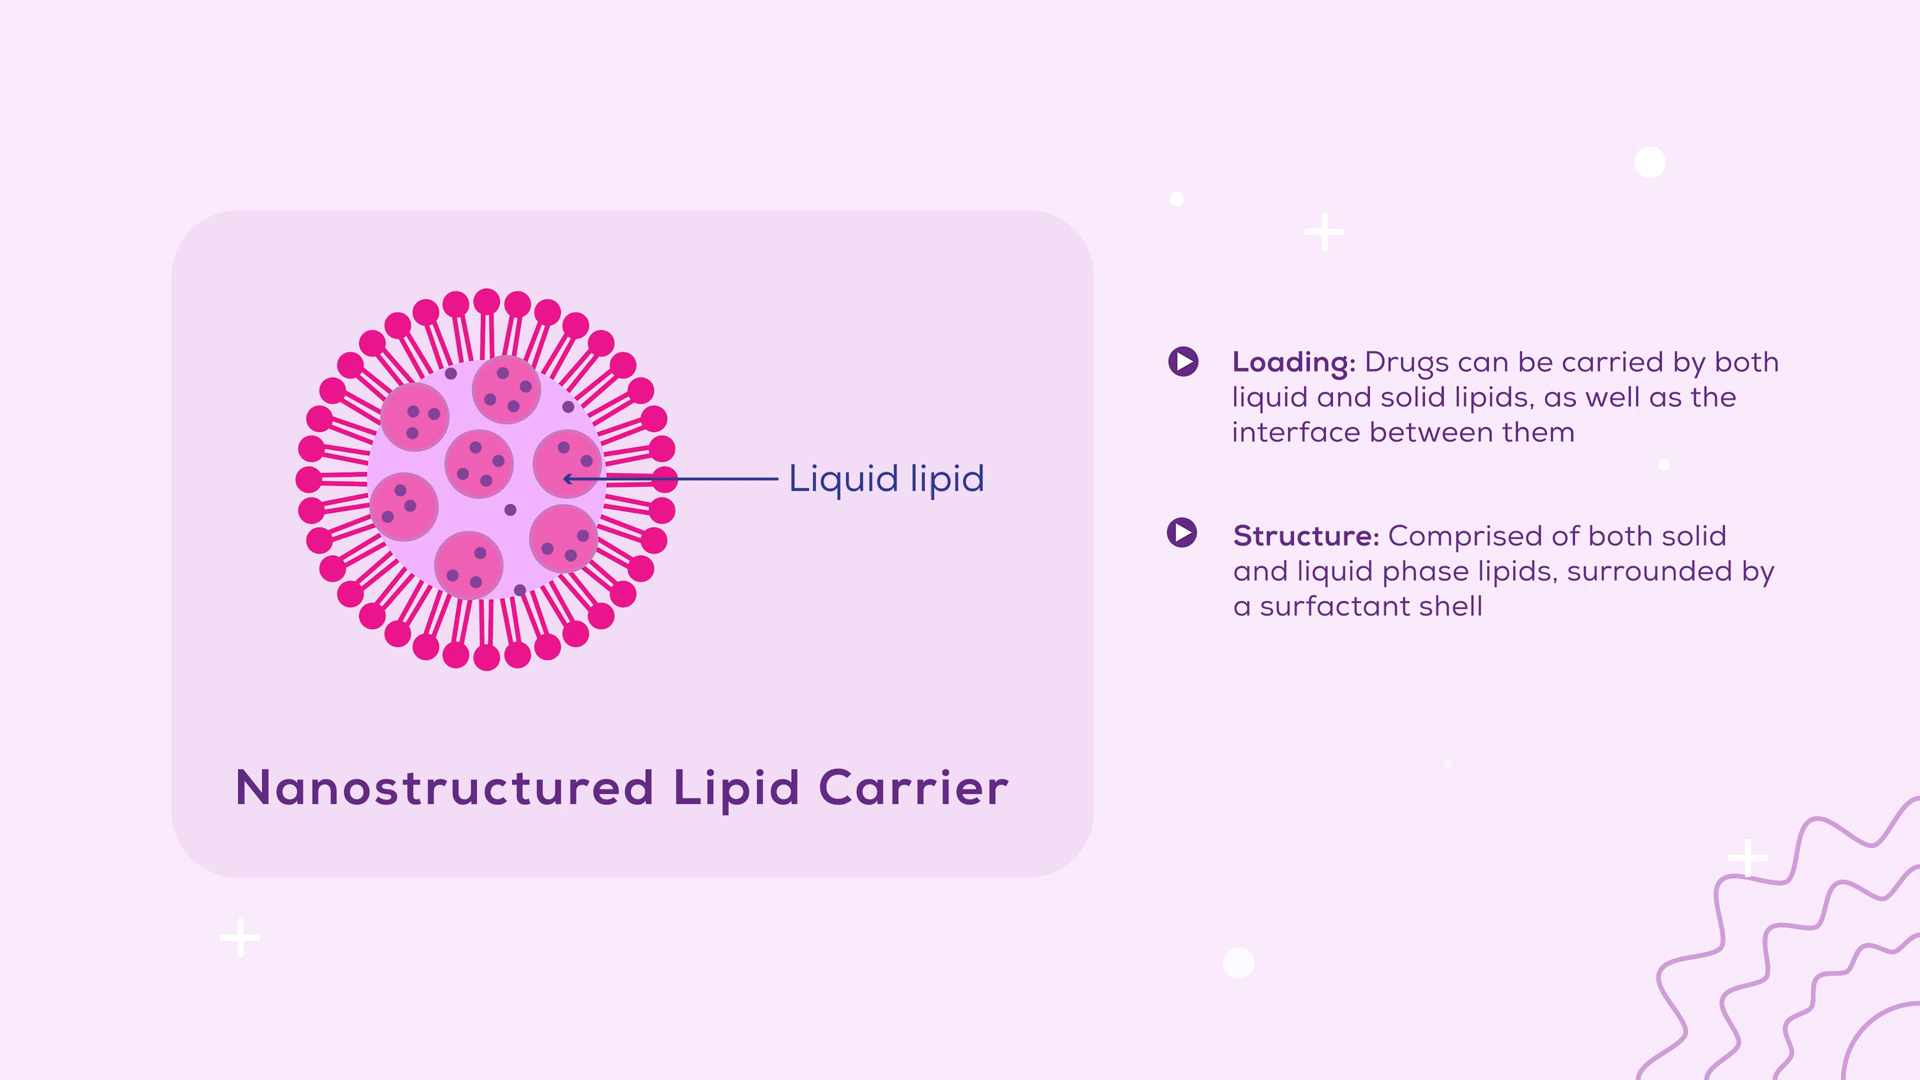 Liquid lipid
Nanostructured Lipid Carrier
Loading: Drugs can be carried by both
liquid and solid lipids, as well as the
interface between them
Structure: Comprised of both solid
and liquid phase lipids, surrounded by
a surfactant shell